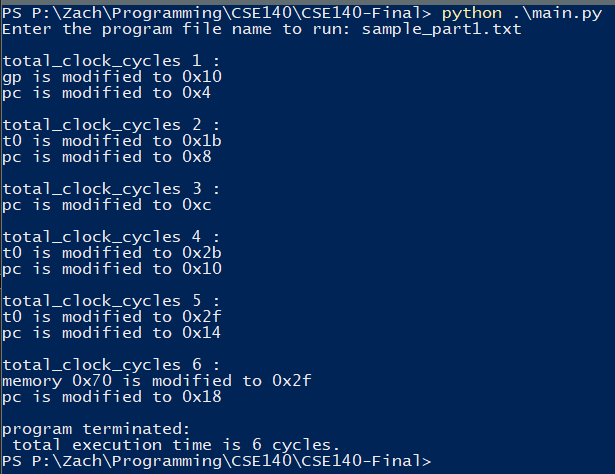 PS P:\Zach\Programming\CSE140\CSE140-Final> python .\main.py
Enter the program file name to run: sample_part1.txt
total_clock_cycles 1 :
gp is modified to 0x10
pc is modified to 0x4
total_clock_cycles 2 :
t0 is modified to 0x1b
pc is modified to 0x8
total_clock_cycles 3 :
pc is modified to 0xc
total_clock_cycles 4 :
t0 is modified to 0x2b
pc is modified to 0x10
total_clock_cycles 5 :
t0 is modified to 0x2f
pc is modified to 0x14
total_clock_cycles 6 :
memory 0x70 is modified to 0x2f
pc is modified to 0x18
program terminated:
 total execution time is 6 cycles.
PS P:\Zach\Programming\CSE140\CSE140-Final>